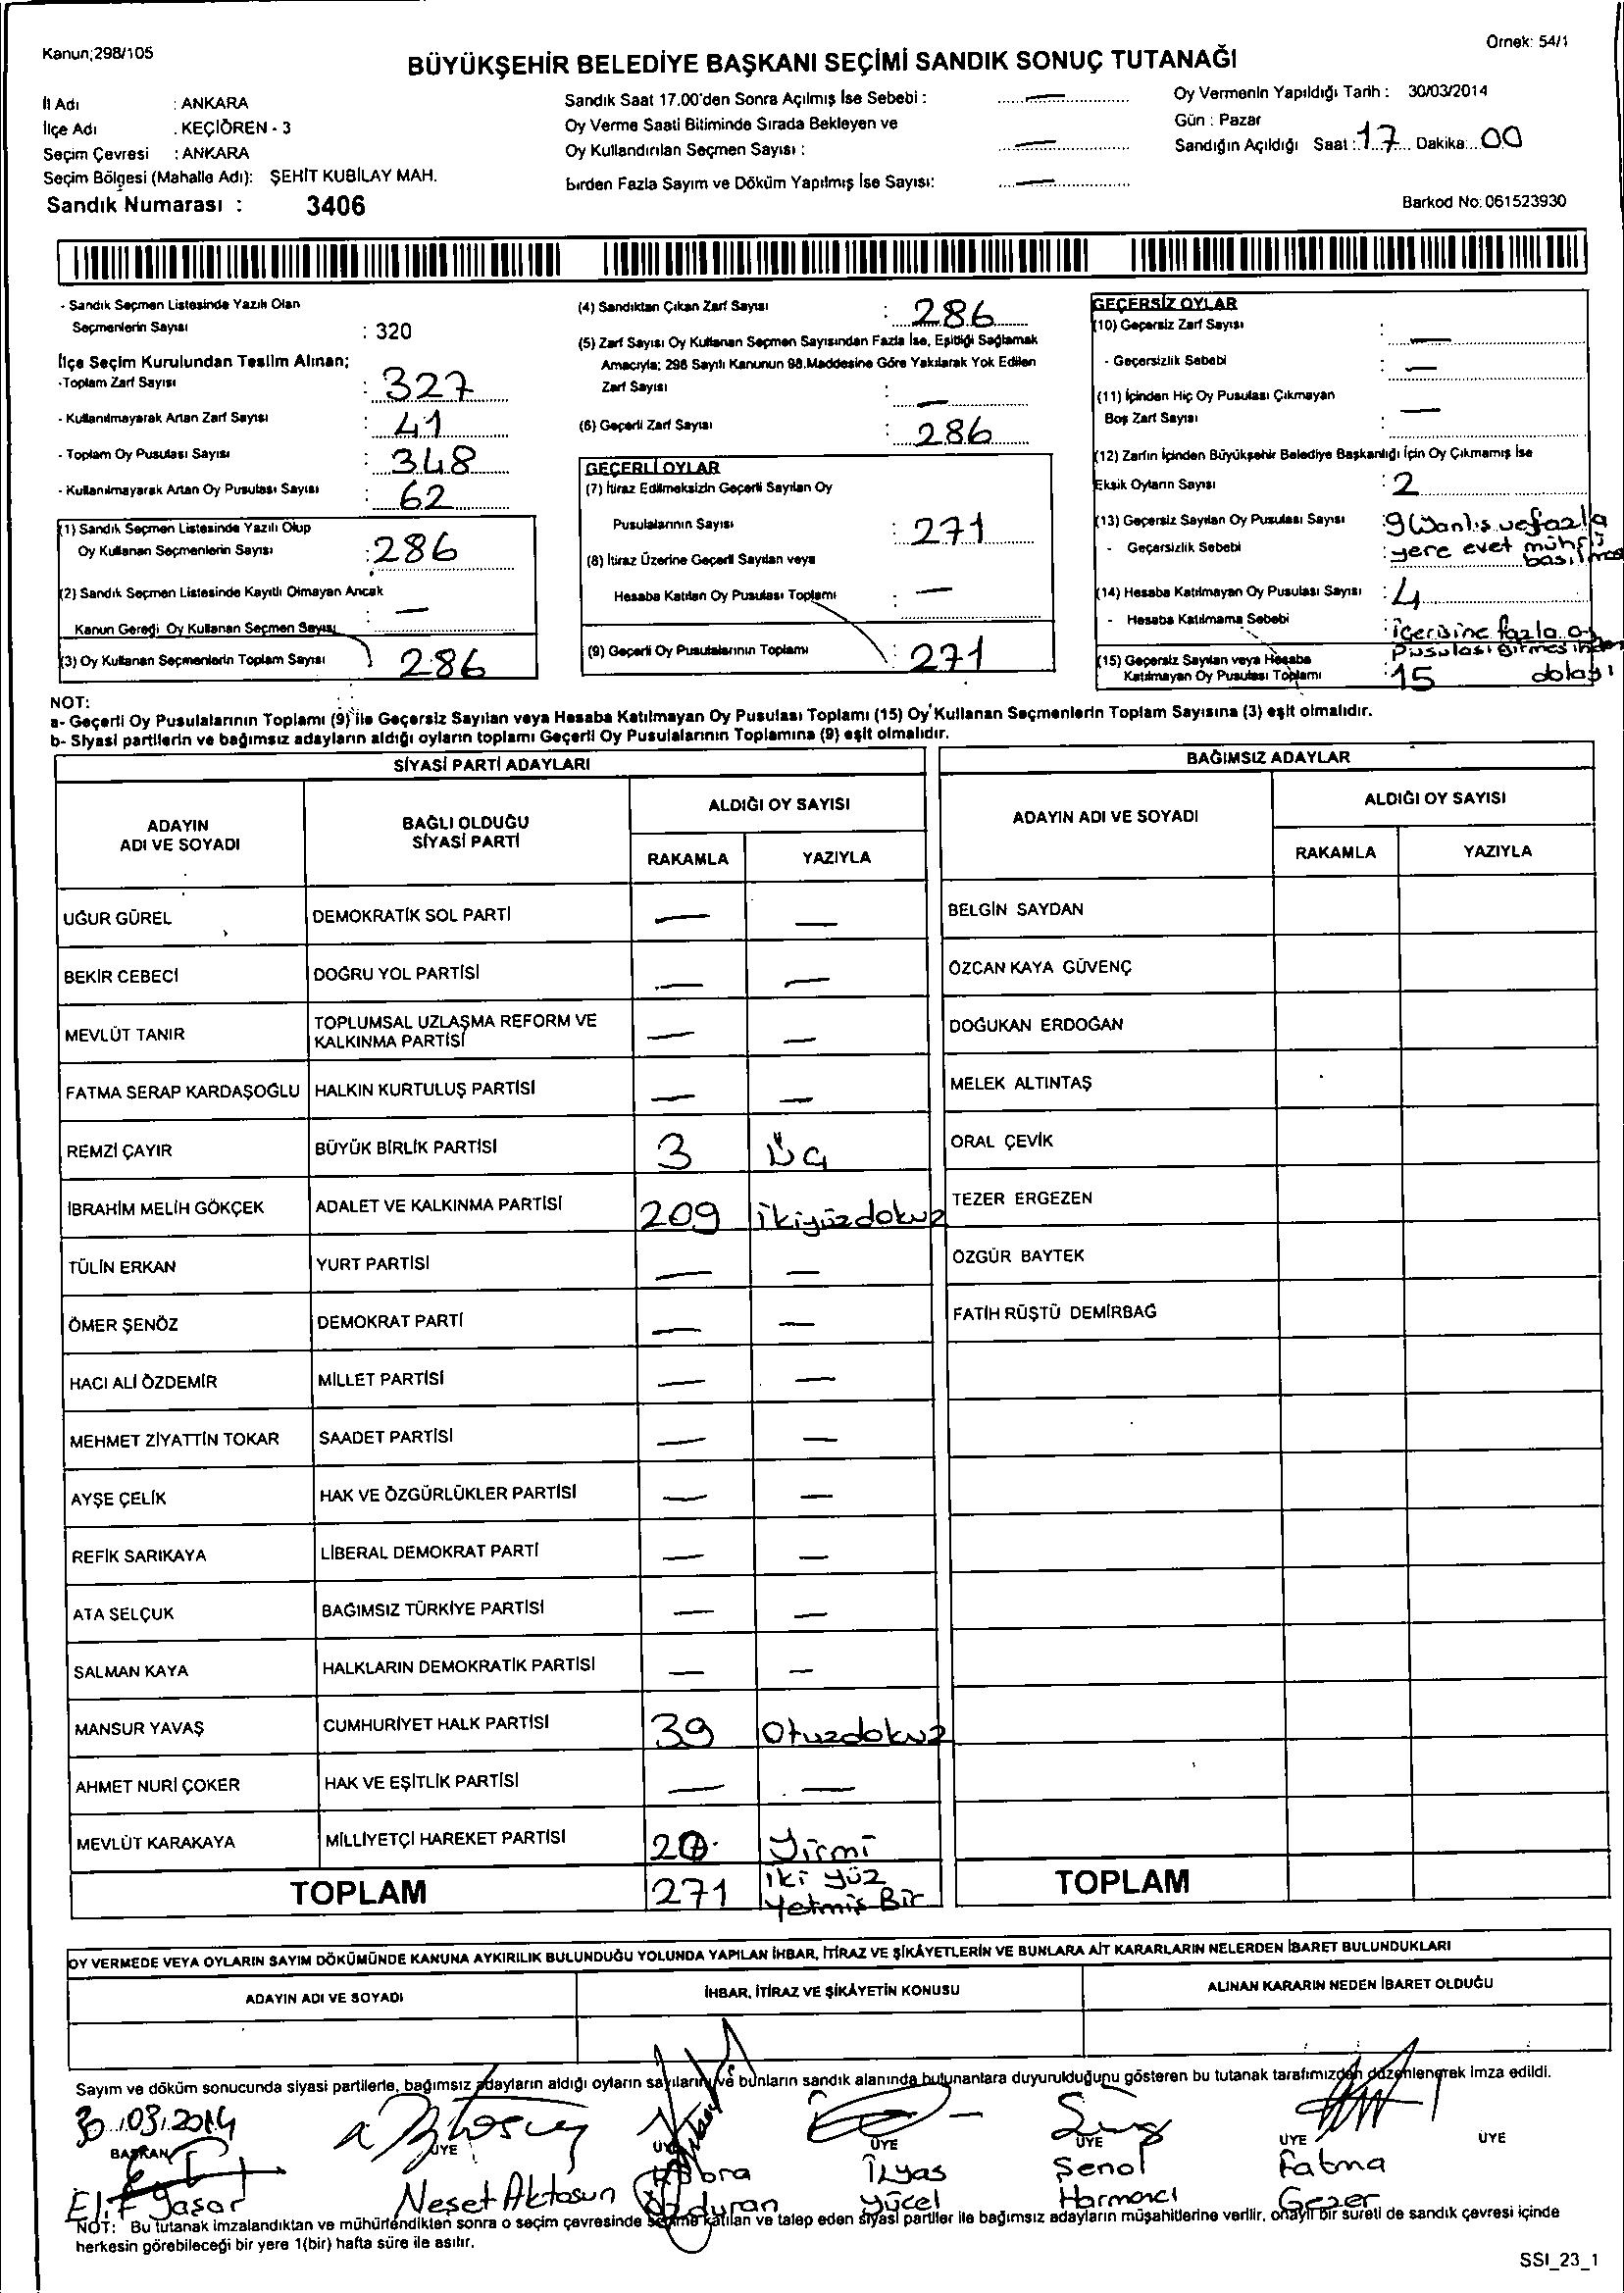 Kanun;298/105
Örnek: 54/1
BÜYÜKŞEHİR BELEDİYE BAŞKANI SEÇİMİ SANDIK SONUÇ TUTANAĞI
İl Adı : ANKARA
İlçe Adı : KEÇİÖREN - 3
Seçim Çevresi : ANKARA
Seçim Bölgesi (Mahalle Adı): ŞEHİT KUBİLAY MAH.
Sandık Numarası : 3406
Sandık Saat 17.00'den Sonra Açılmış İse Sebebi : —
Oy Verme Saati Bitiminde Sırada Bekleyen ve
Oy Kullandırılan Seçmen Sayısı : —
birden Fazla Sayım ve Döküm Yapılmış İse Sayısı: —
Oy Vermenin Yapıldığı Tarih : 30/03/2014
Gün : Pazar
Sandığın Açıldığı Saat : 17 Dakika: 00
Barkod No: 061523930
- Sandık Seçmen Listesinde Yazılı Olan
Seçmenlerin Sayısı : 320
İlçe Seçim Kurulundan Teslim Alınan;
-Toplam Zarf Sayısı : 327
- Kullanılmayarak Artan Zarf Sayısı : 41
- Toplam Oy Pusulası Sayısı : 348
- Kullanılmayarak Artan Oy Pusulası Sayısı : 62
(1) Sandık Seçmen Listesinde Yazılı Olup
Oy Kullanan Seçmenlerin Sayısı : 286
(2) Sandık Seçmen Listesinde Kayıtlı Olmayan Ancak
Kanun Gereği Oy Kullanan Seçmen Sayısı : —
(3) Oy Kullanan Seçmenlerin Toplam Sayısı 286
(4) Sandıktan Çıkan Zarf Sayısı : 286
(5) Zarf Sayısı Oy Kullanan Seçmen Sayısından Fazla İse, Eşitliği Sağlamak
Amacıyla; 298 Sayılı Kanunun 98.Maddesine Göre Yakılarak Yok Edilen
Zarf Sayısı : —
(6) Geçerli Zarf Sayısı : 286
GEÇERLİ OYLAR
(7) İtiraz Edilmeksizin Geçerli Sayılan Oy
Pusulalarının Sayısı : 271
(8) İtiraz Üzerine Geçerli Sayılan veya
Hesaba Katılan Oy Pusulası Toplamı : —
(9) Geçerli Oy Pusulalarının Toplamı : 271
GEÇERSİZ OYLAR
(10) Geçersiz Zarf Sayısı : —
- Geçersizlik Sebebi : —
(11) İçinden Hiç Oy Pusulası Çıkmayan
Boş Zarf Sayısı : —
(12) Zarfın İçinden Büyükşehir Belediye Başkanlığı İçin Oy Çıkmamış İse
Eksik Oyların Sayısı : 2
(13) Geçersiz Sayılan Oy Pusulası Sayısı : 9 (Yanlış ve fazla
- Geçersizlik Sebebi : yere evet mührü
(14) Hesaba Katılmayan Oy Pusulası Sayısı : 4
- Hesaba Katılmama Sebebi : içerisine fazla oy
pusulası girmesinden
dolayı
(15) Geçersiz Sayılan veya Hesaba
Katılmayan Oy Pusulası Toplamı : 15
NOT:
a- Geçerli Oy Pusulalarının Toplamı (9) ile Geçersiz Sayılan veya Hesaba Katılmayan Oy Pusulası Toplamı (15) Oy Kullanan Seçmenlerin Toplam Sayısına (3) eşit olmalıdır.
b- Siyasi partilerin ve bağımsız adayların aldığı oyların toplamı Geçerli Oy Pusulalarının Toplamına (9) eşit olmalıdır.
SİYASİ PARTİ ADAYLARI
ADAYIN ADI VE SOYADI
BAĞLI OLDUĞU SİYASİ PARTİ
ALDIĞI OY SAYISI
RAKAMLA YAZIYLA
UĞUR GÜREL DEMOKRATİK SOL PARTİ — —
BEKİR CEBECİ DOĞRU YOL PARTİSİ — —
MEVLÜT TANIR TOPLUMSAL UZLAŞMA REFORM VE KALKINMA PARTİSİ — —
FATMA SERAP KARDAŞOĞLU HALKIN KURTULUŞ PARTİSİ — —
REMZİ ÇAYIR BÜYÜK BİRLİK PARTİSİ 3 Üç
İBRAHİM MELİH GÖKÇEK ADALET VE KALKINMA PARTİSİ 209 ikiyüzdokuz
TÜLİN ERKAN YURT PARTİSİ — —
ÖMER ŞENÖZ DEMOKRAT PARTİ — —
HACI ALİ ÖZDEMİR MİLLET PARTİSİ — —
MEHMET ZİYATTİN TOKAR SAADET PARTİSİ — —
AYŞE ÇELİK HAK VE ÖZGÜRLÜKLER PARTİSİ — —
REFİK SARIKAYA LİBERAL DEMOKRAT PARTİ — —
ATA SELÇUK BAĞIMSIZ TÜRKİYE PARTİSİ — —
SALMAN KAYA HALKLARIN DEMOKRATİK PARTİSİ — —
MANSUR YAVAŞ CUMHURİYET HALK PARTİSİ 39 Otuzdokuz
AHMET NURİ ÇOKER HAK VE EŞİTLİK PARTİSİ — —
MEVLÜT KARAKAYA MİLLİYETÇİ HAREKET PARTİSİ 20 Yirmi
TOPLAM 271 iki yüz Yetmiş Bir
BAĞIMSIZ ADAYLAR
ADAYIN ADI VE SOYADI
ALDIĞI OY SAYISI
RAKAMLA YAZIYLA
BELGİN SAYDAN
ÖZCAN KAYA GÜVENÇ
DOĞUKAN ERDOĞAN
MELEK ALTINTAŞ
ORAL ÇEVİK
TEZER ERGEZEN
ÖZGÜR BAYTEK
FATİH RÜŞTÜ DEMİRBAĞ
TOPLAM
OY VERMEDE VEYA OYLARIN SAYIM DÖKÜMÜNDE KANUNA AYKIRILIK BULUNDUĞU YOLUNDA YAPILAN İHBAR, İTİRAZ VE ŞİKÂYETLERİN VE BUNLARA AİT KARARLARIN NELERDEN İBARET BULUNDUKLARI
ADAYIN ADI VE SOYADI
İHBAR, İTİRAZ VE ŞİKÂYETİN KONUSU
ALINAN KARARIN NEDEN İBARET OLDUĞU
Sayım ve döküm sonucunda siyasi partilerle, bağımsız adayların aldığı oyların sayılarını ve bunların sandık alanında bulunanlara duyurulduğunu gösteren bu tutanak tarafımızdan düzenlenerek imza edildi.
30.03.2014
BAŞKAN ÜYE ÜYE ÜYE ÜYE ÜYE ÜYE
Elif Yaşar
Neşet Aktosun
Kübra Özduran
İlyas Yücel
Şenol Harmancı
Fatma Gezer
NOT: Bu tutanak imzalandıktan ve mühürlendikten sonra o seçim çevresinde seçime katılan ve talep eden siyasi partiler ile bağımsız adayların müşahitlerine verilir, onaylı bir sureti de sandık çevresi içinde
herkesin görebileceği bir yere 1(bir) hafta süre ile asılır.
SSI_23_1